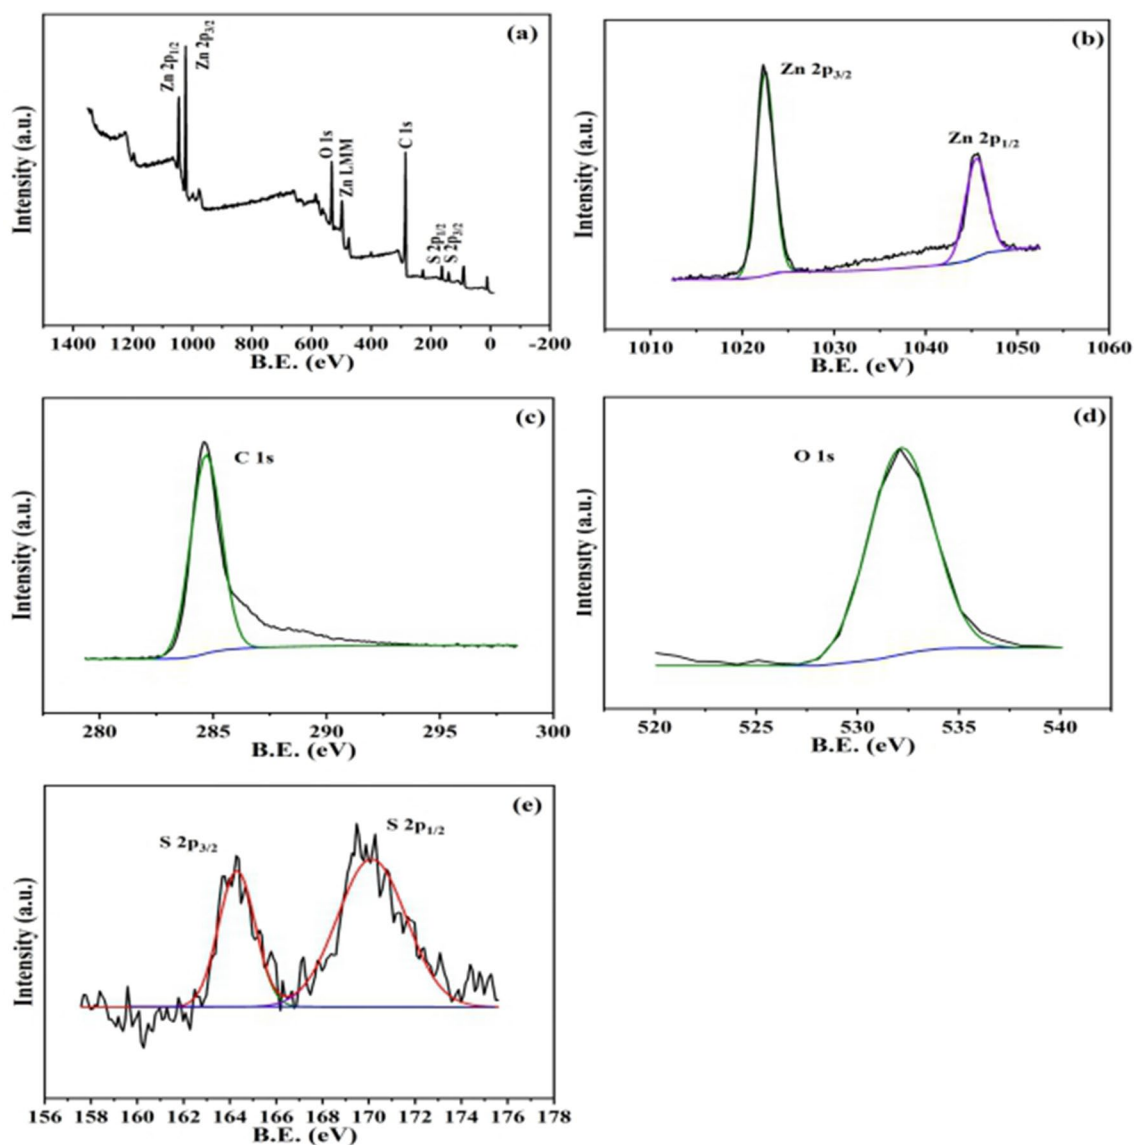 (a)
Zn 2p1/2
Zn 2p3/2
O 1s
Zn LMM
C 1s
S 2p1/2
S 2p3/2
Intensity (a.u.)
1400 1200 1000 800 600 400 200 0 -200
B.E. (eV)
(b)
Zn 2p3/2
Zn 2p1/2
Intensity (a.u.)
1010 1020 1030 1040 1050 1060
B.E. (eV)
(c)
C 1s
Intensity (a.u.)
280 285 290 295 300
B.E. (eV)
(d)
O 1s
Intensity (a.u.)
520 525 530 535 540
B.E. (eV)
(e)
S 2p3/2
S 2p1/2
Intensity (a.u.)
156 158 160 162 164 166 168 170 172 174 176 178
B.E. (eV)